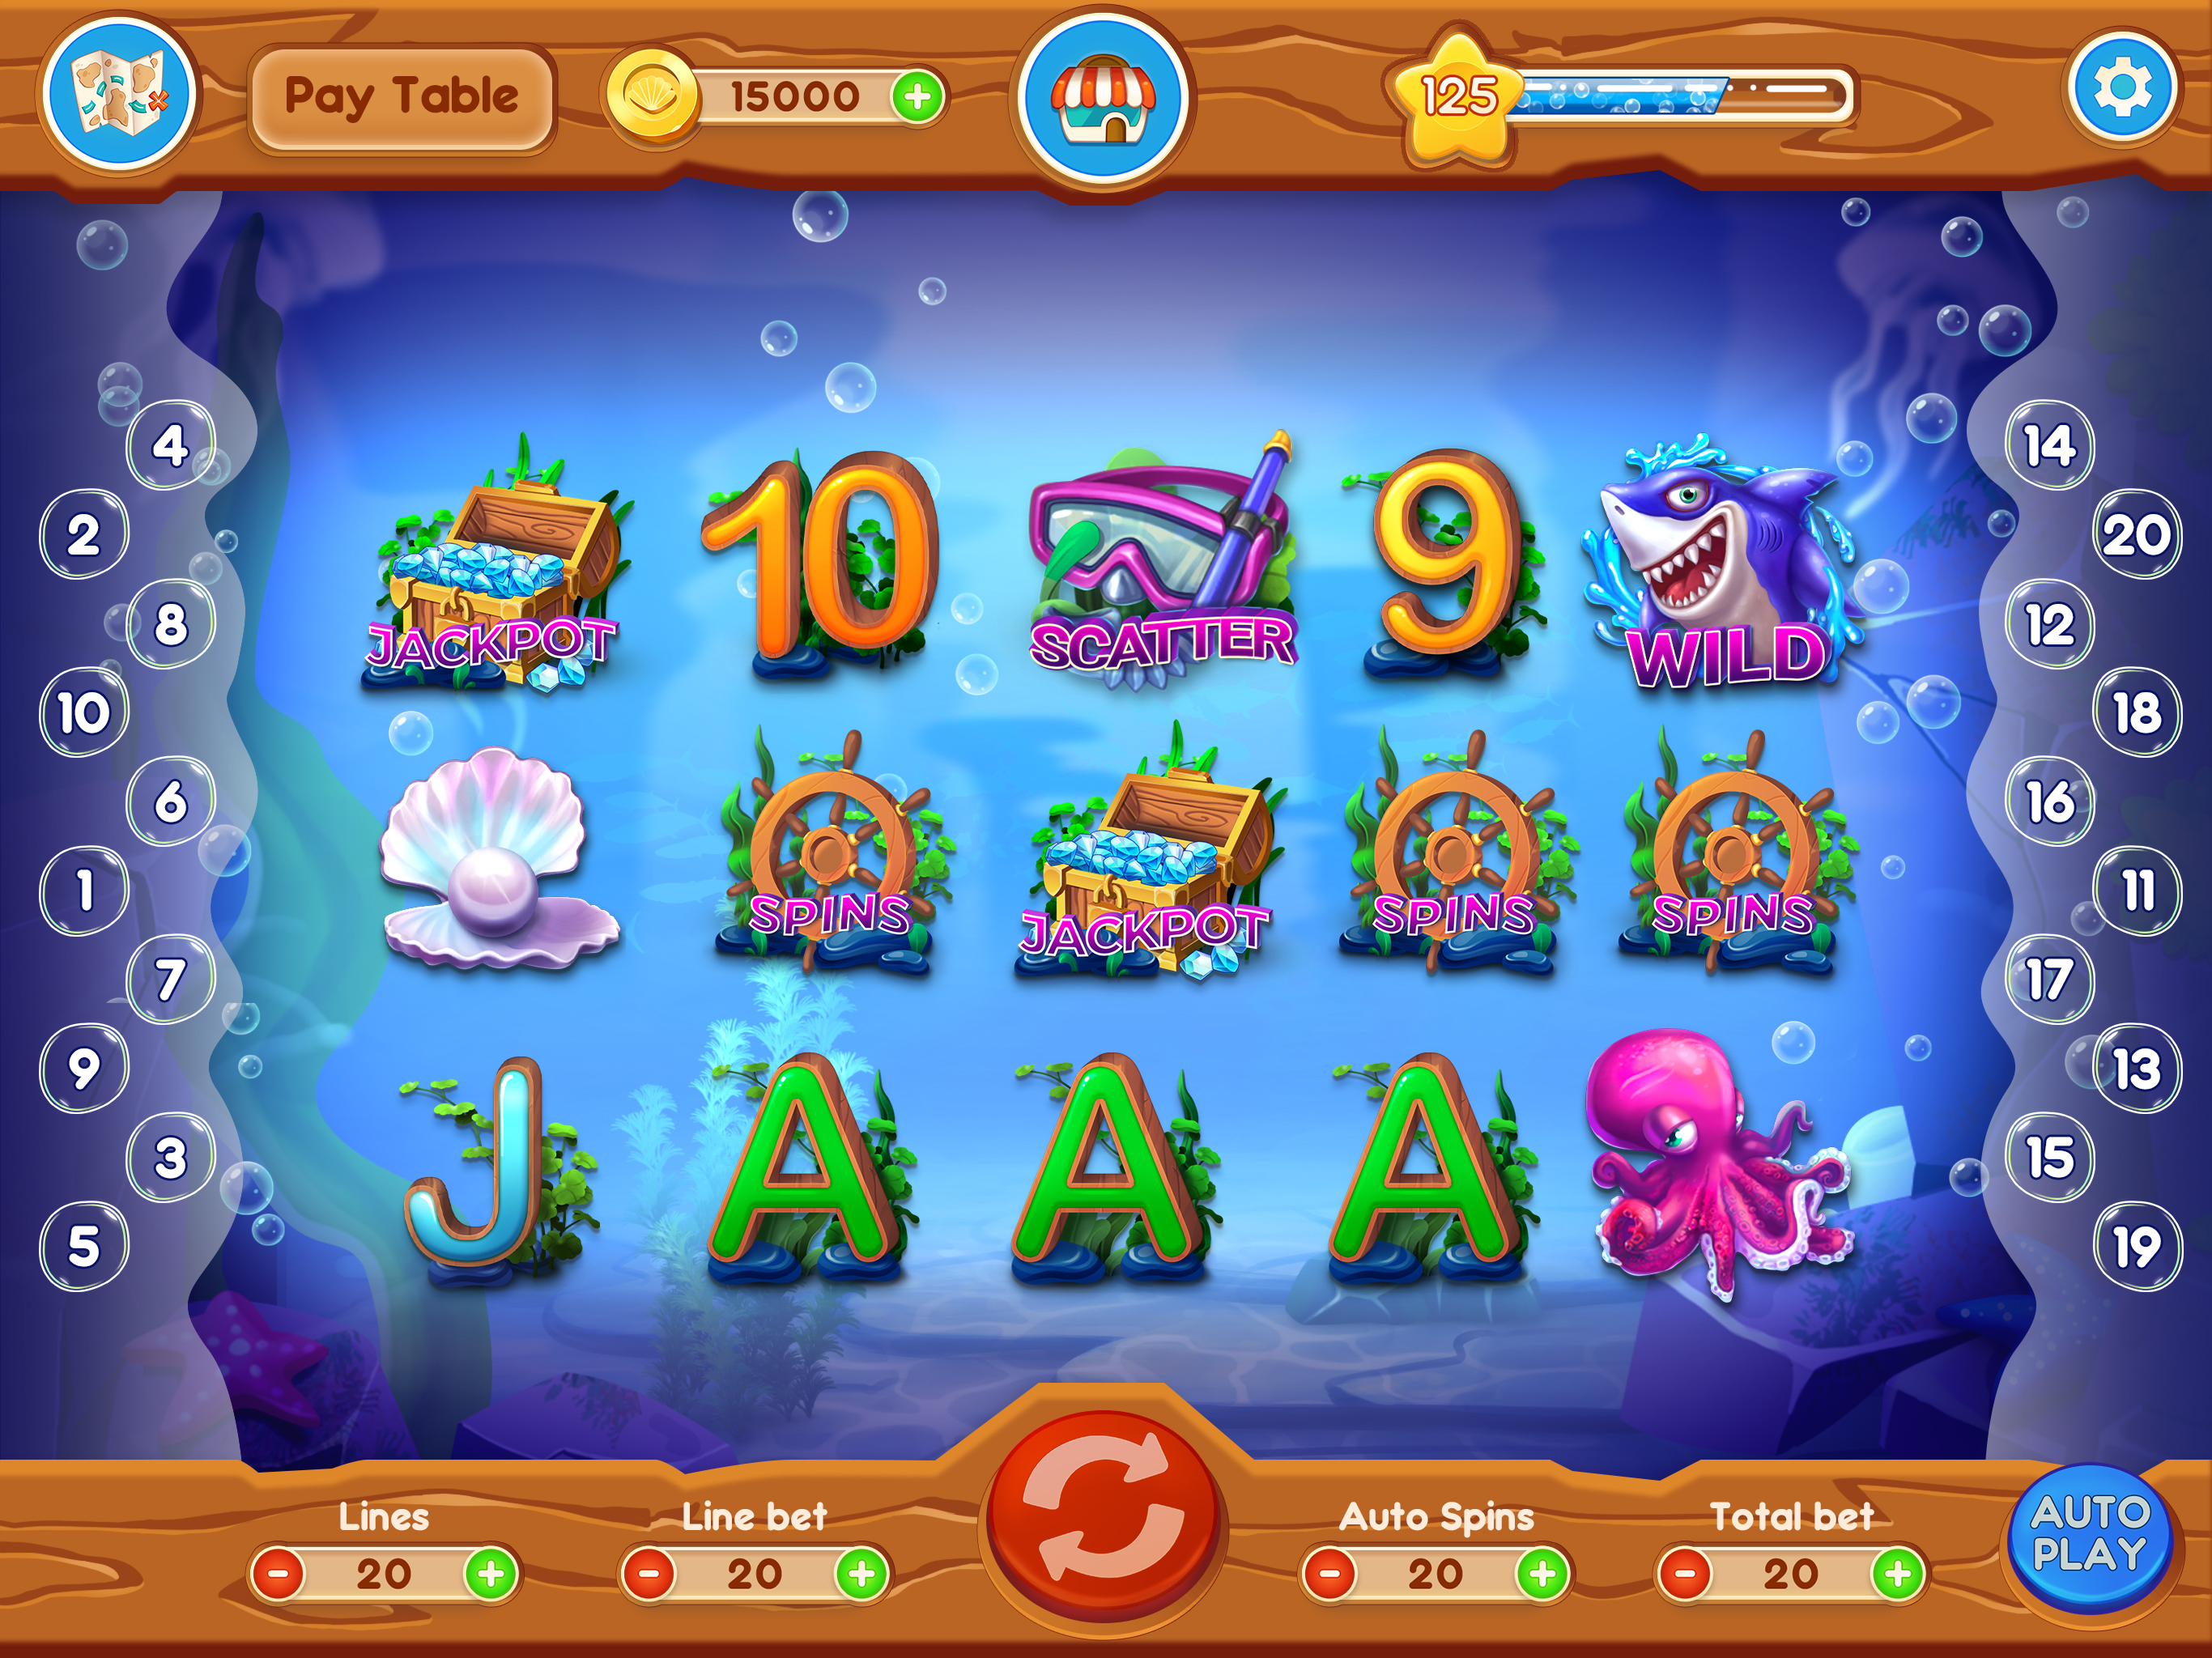 Pay Table
15000
125
4
14
2
20
8
12
10
18
6
16
1
11
7
17
9
13
3
15
5
19
10
9
JACKPOT
SCATTER
WILD
SPINS
JACKPOT
SPINS
SPINS
J
A
A
A
Lines
20
Line bet
20
Auto Spins
20
Total bet
20
AUTO
PLAY